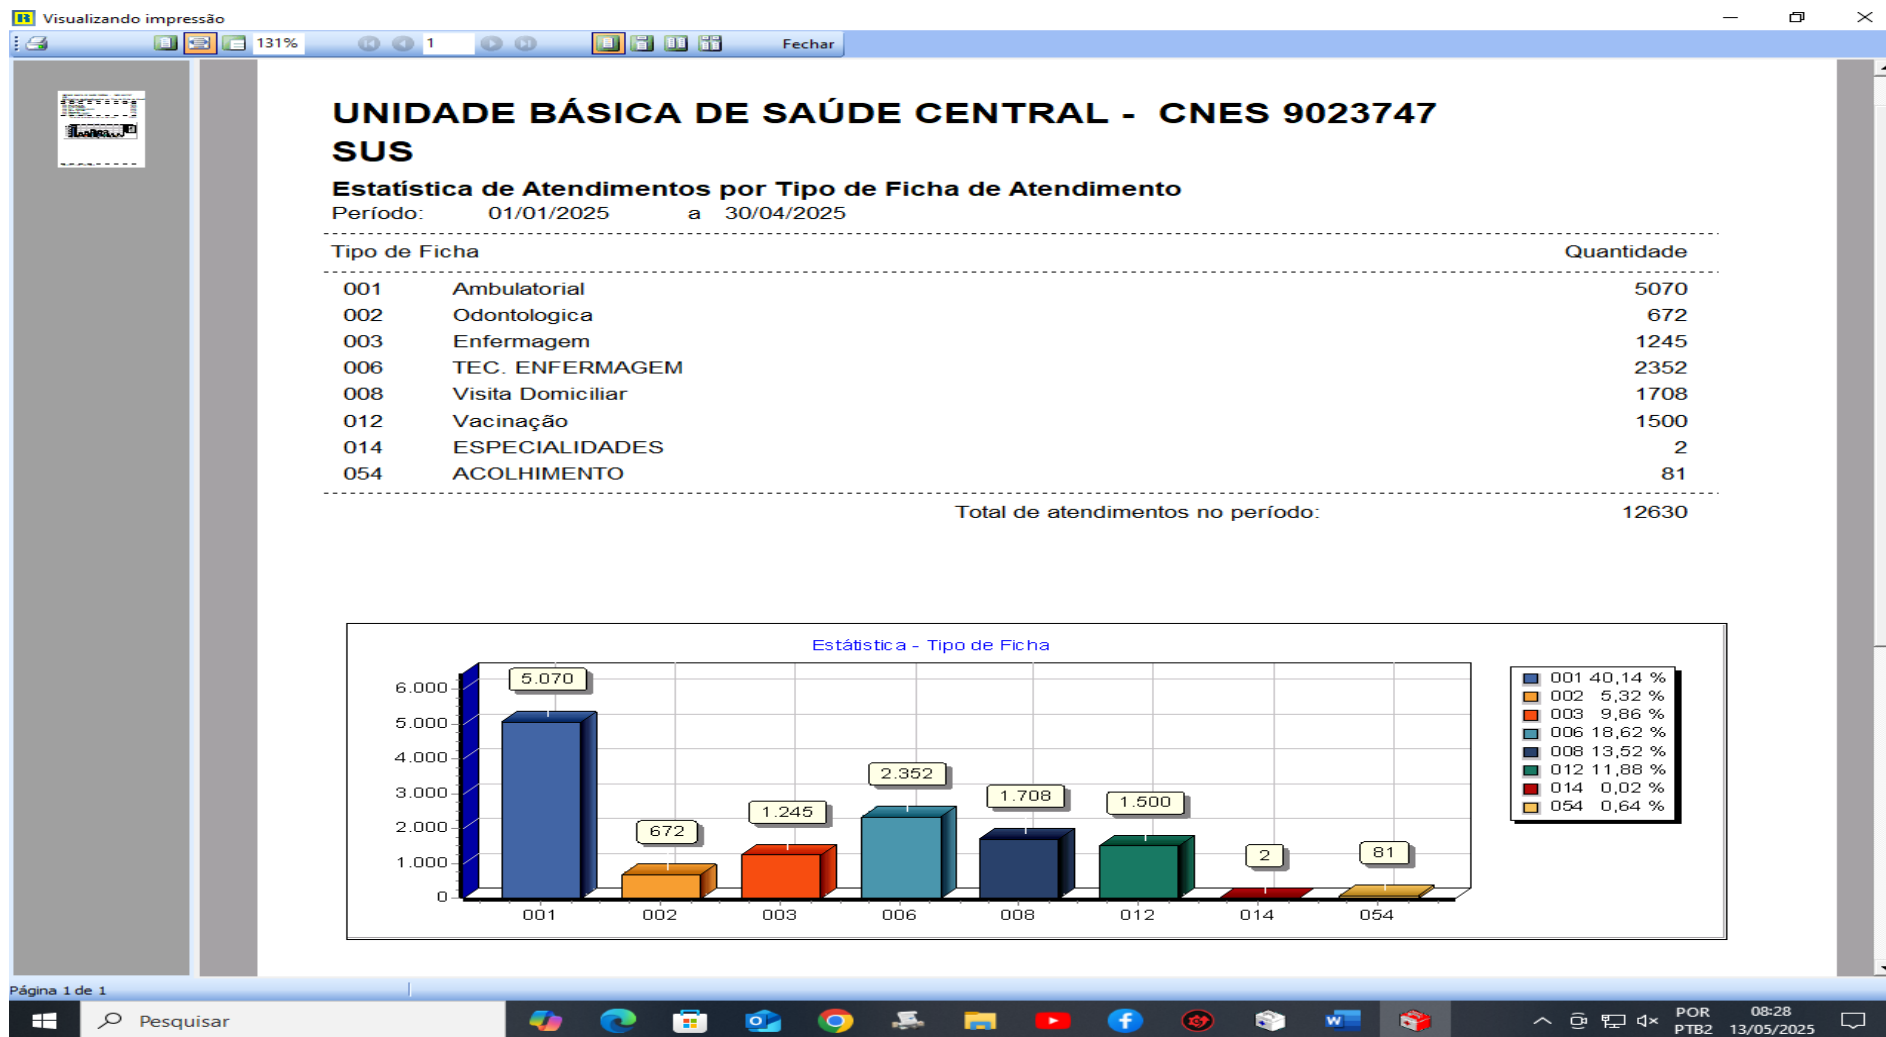 Visualizando impressão
131%
1
Fechar
UNIDADE BÁSICA DE SAÚDE CENTRAL - CNES 9023747
SUS
Estatística de Atendimentos por Tipo de Ficha de Atendimento
Período: 01/01/2025 a 30/04/2025
Tipo de Ficha Quantidade
001 Ambulatorial 5070
002 Odontologica 672
003 Enfermagem 1245
006 TEC. ENFERMAGEM 2352
008 Visita Domiciliar 1708
012 Vacinação 1500
014 ESPECIALIDADES 2
054 ACOLHIMENTO 81
Total de atendimentos no período: 12630
Estátistica - Tipo de Ficha
6.000
5.000
4.000
3.000
2.000
1.000
0
5.070
672
1.245
2.352
1.708
1.500
2
81
001 002 003 006 008 012 014 054
001 40,14 %
002 5,32 %
003 9,86 %
006 18,62 %
008 13,52 %
012 11,88 %
014 0,02 %
054 0,64 %
Página 1 de 1
Pesquisar
POR
PTB2
08:28
13/05/2025